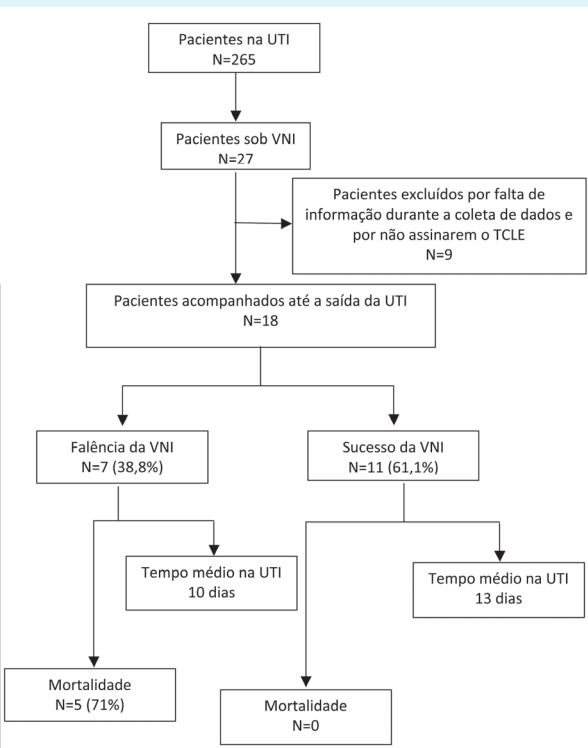 Pacientes na UTI
N=265
Pacientes sob VNI
N=27
Pacientes excluídos por falta de
informação durante a coleta de dados e
por não assinarem o TCLE
N=9
Pacientes acompanhados até a saída da UTI
N=18
Falência da VNI
N=7 (38,8%)
Sucesso da VNI
N=11 (61,1%)
Tempo médio na UTI
10 dias
Tempo médio na UTI
13 dias
Mortalidade
N=5 (71%)
Mortalidade
N=0